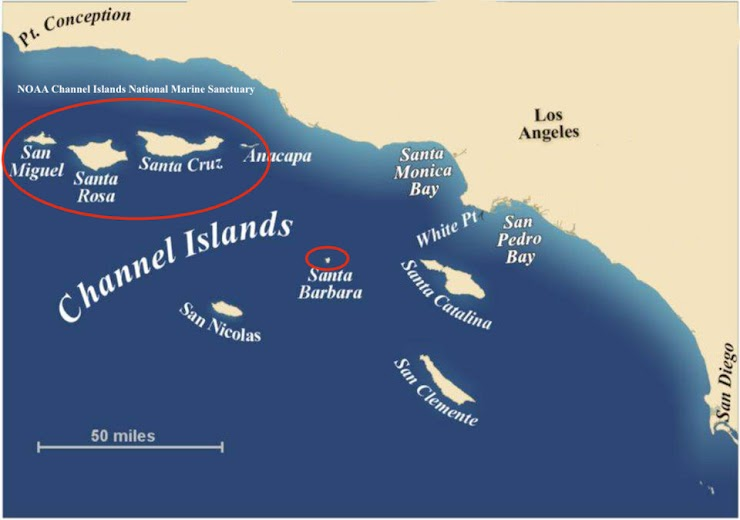 Pt. Conception
NOAA Channel Islands National Marine Sanctuary
Los
Angeles
San
Miguel
Santa
Rosa
Santa Cruz
Anacapa
Santa
Monica
Bay
White Pt
San
Pedro
Bay
Channel Islands
Santa
Barbara
Santa Catalina
San Nicolas
San Clemente
San Diego
50 miles